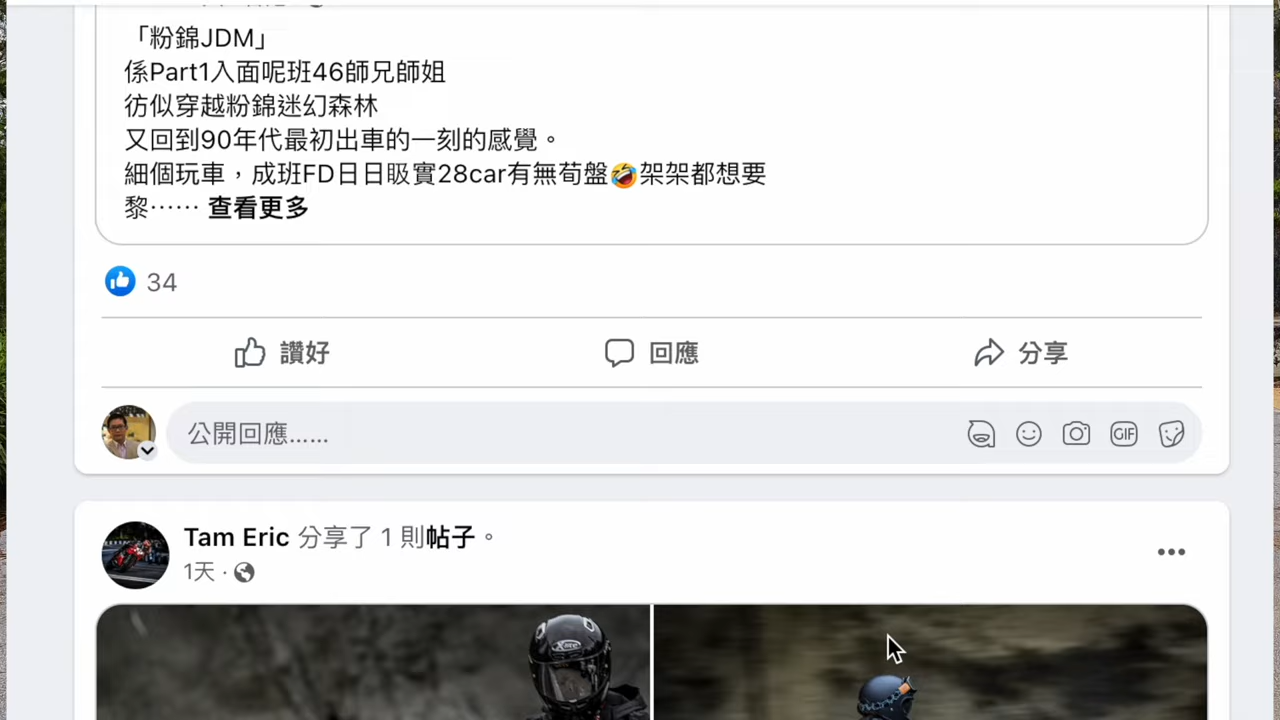 「粉錦JDM」
係Part1入面呢班46師兄師姐
彷似穿越粉錦迷幻森林
又回到90年代最初出車的一刻的感覺。
細個玩車，成班FD日日眅實28car有無荀盤🤣架架都想要
黎…… 查看更多
34
讚好
回應
分享
公開回應……
GIF
Tam Eric 分享了 1 則帖子。
1天 ·
X-lite